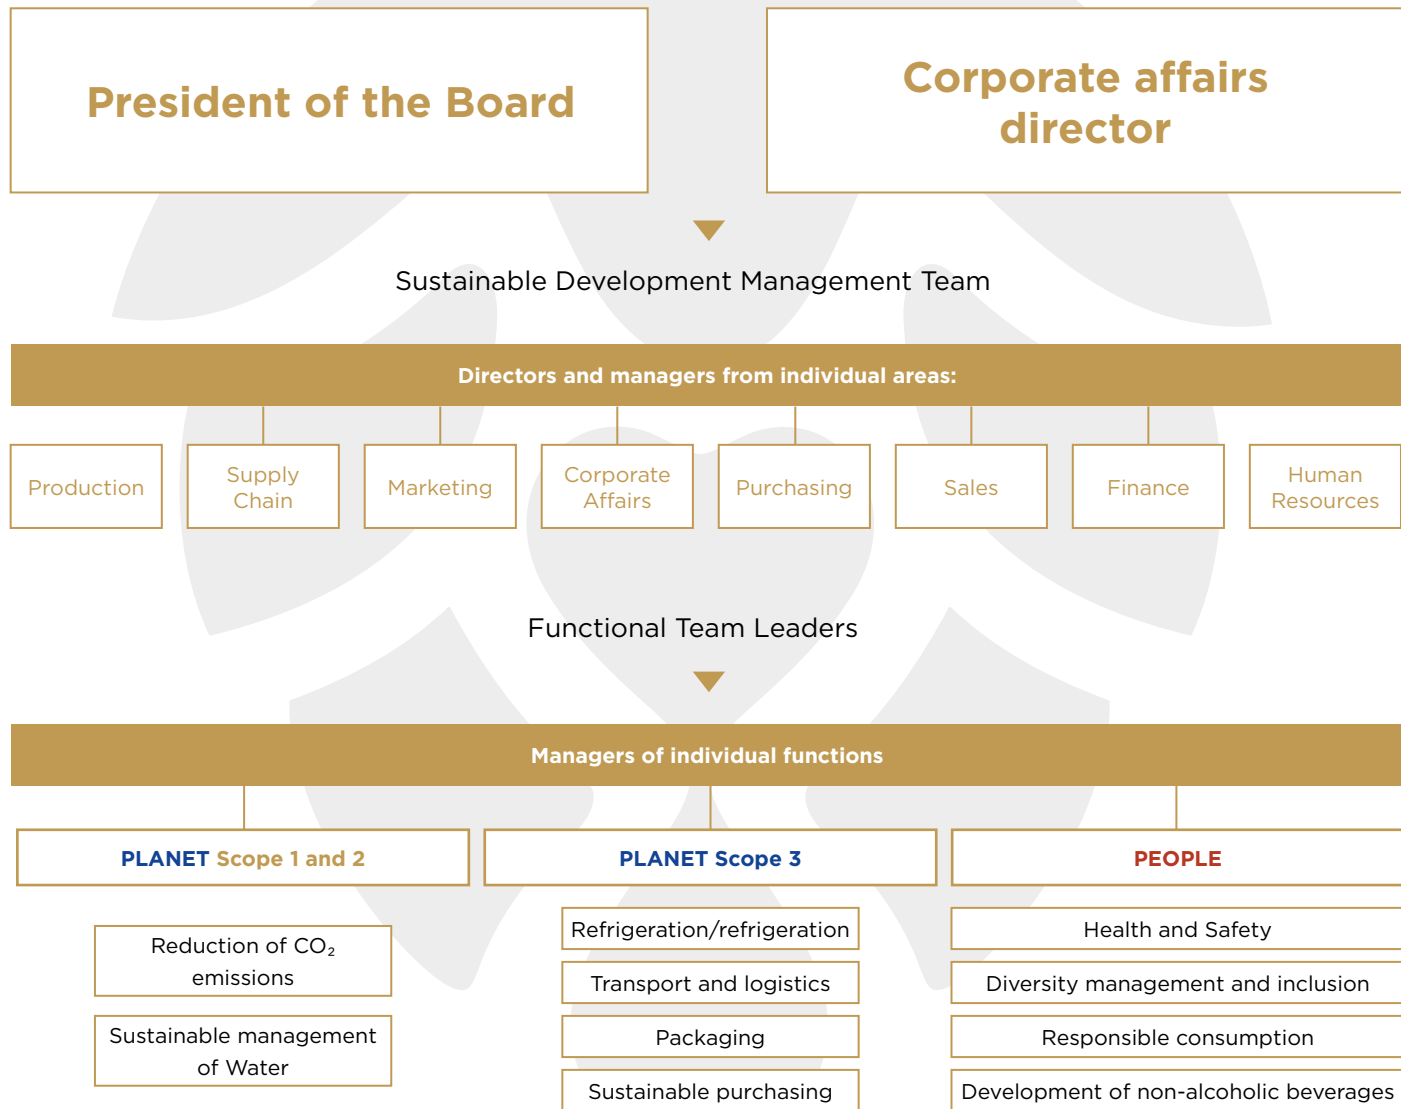 President of the Board
Corporate affairs
director
Sustainable Development Management Team
Directors and managers from individual areas:
Production
Supply
Chain
Marketing
Corporate
Affairs
Purchasing
Sales
Finance
Human
Resources
Functional Team Leaders
Managers of individual functions
PLANET Scope 1 and 2
PLANET Scope 3
PEOPLE
Reduction of CO₂
emissions
Sustainable management
of Water
Refrigeration/refrigeration
Transport and logistics
Packaging
Sustainable purchasing
Health and Safety
Diversity management and inclusion
Responsible consumption
Development of non-alcoholic beverages